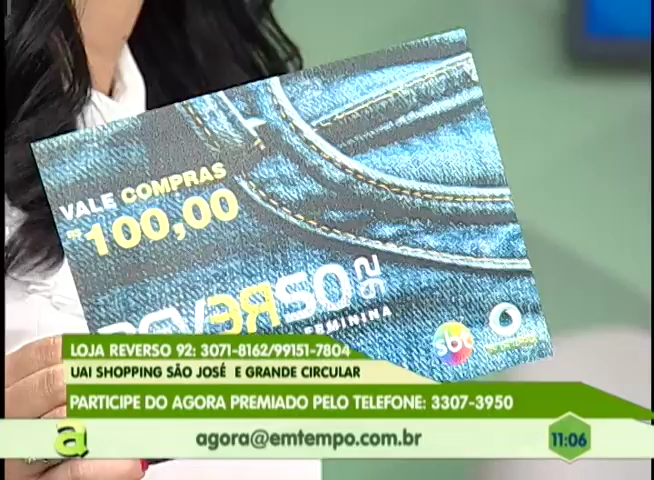 VALE COMPRAS
R$ 100,00
REVERSO 92
FEMININA
sbt
LOJA REVERSO 92: 3071-8162/99151-7804
UAI SHOPPING SÃO JOSÉ E GRANDE CIRCULAR
PARTICIPE DO AGORA PREMIADO PELO TELEFONE: 3307-3950
a
agora@emtempo.com.br
11:06